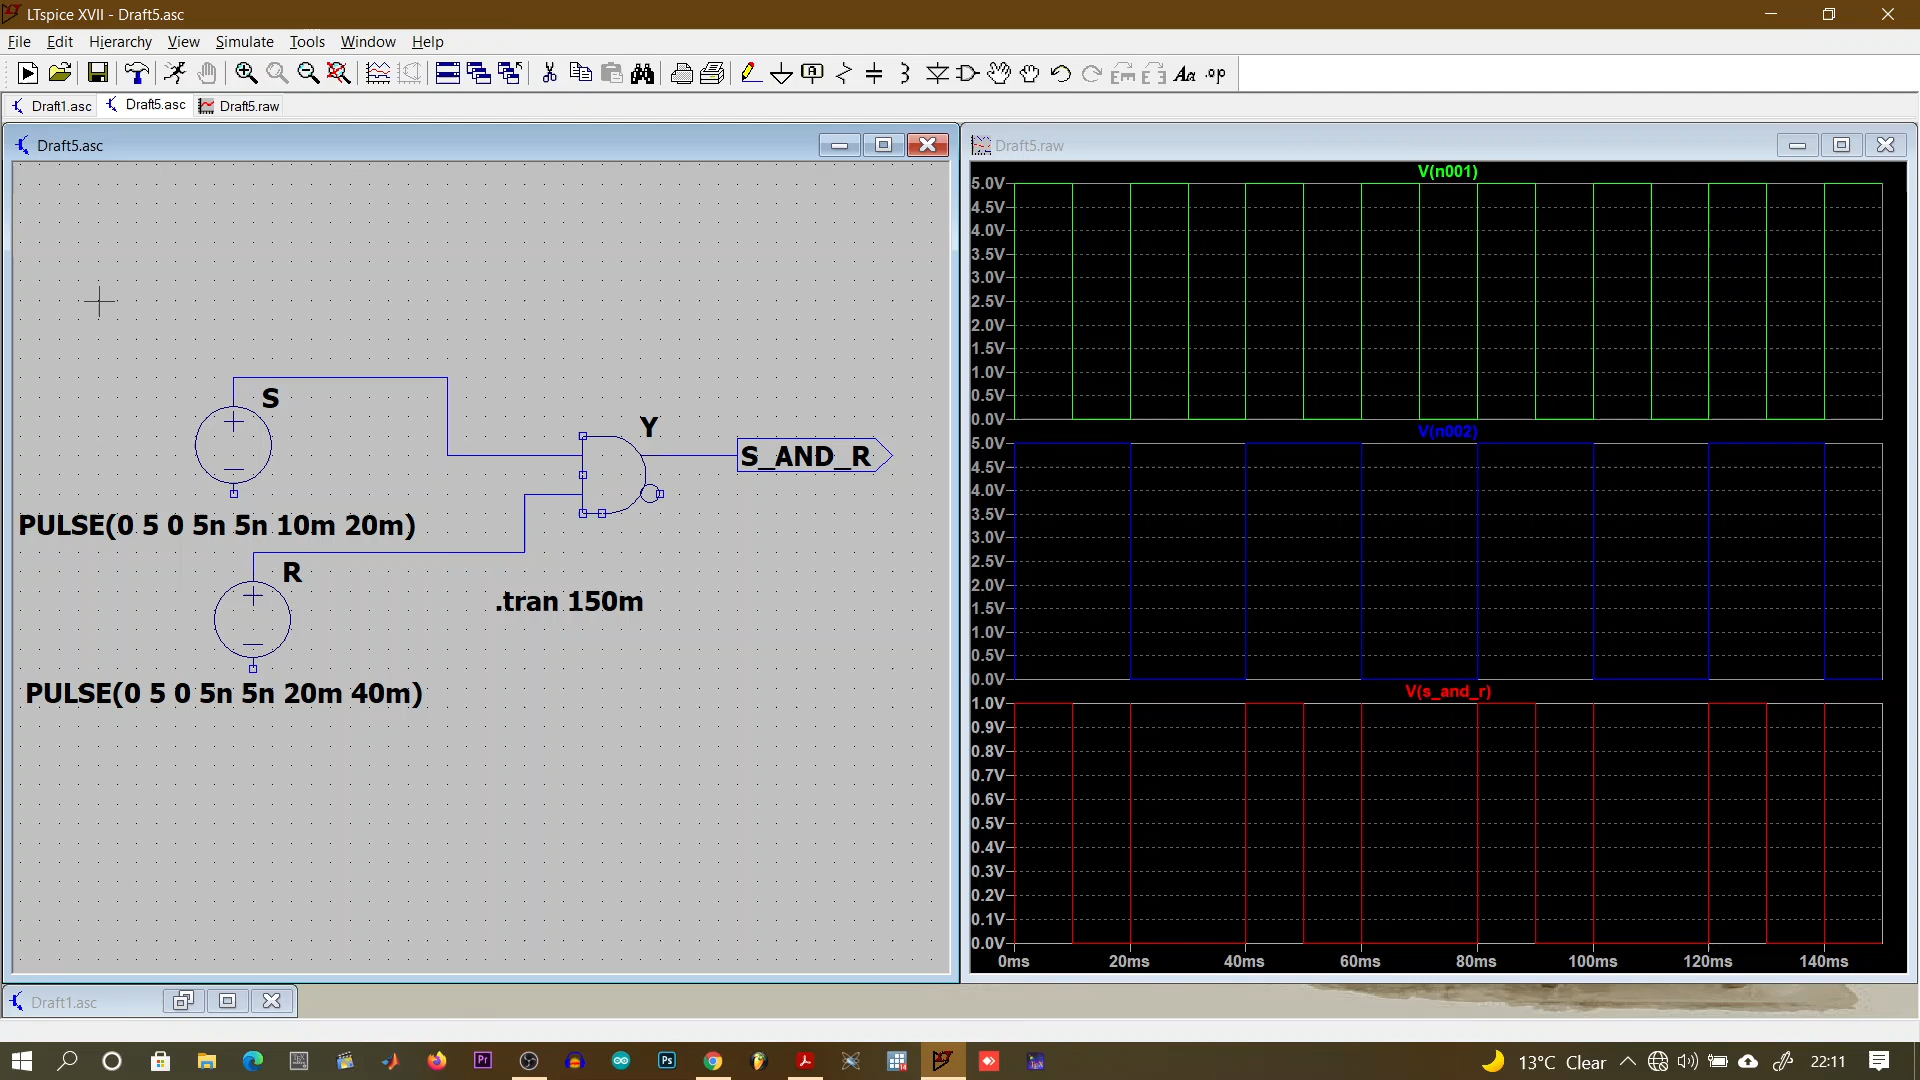 LTspice XVII - Draft5.asc
File Edit Hierarchy View Simulate Tools Window Help
Aa .op
Draft1.asc Draft5.asc Draft5.raw
Draft5.asc
S
Y
S_AND_R
PULSE(0 5 0 5n 5n 10m 20m)
R
.tran 150m
PULSE(0 5 0 5n 5n 20m 40m)
Draft5.raw
V(n001)
5.0V
4.5V
4.0V
3.5V
3.0V
2.5V
2.0V
1.5V
1.0V
0.5V
0.0V
V(n002)
5.0V
4.5V
4.0V
3.5V
3.0V
2.5V
2.0V
1.5V
1.0V
0.5V
0.0V
V(s_and_r)
1.0V
0.9V
0.8V
0.7V
0.6V
0.5V
0.4V
0.3V
0.2V
0.1V
0.0V
0ms 20ms 40ms 60ms 80ms 100ms 120ms 140ms
Draft1.asc
Pr Ps 13°C Clear 22:11